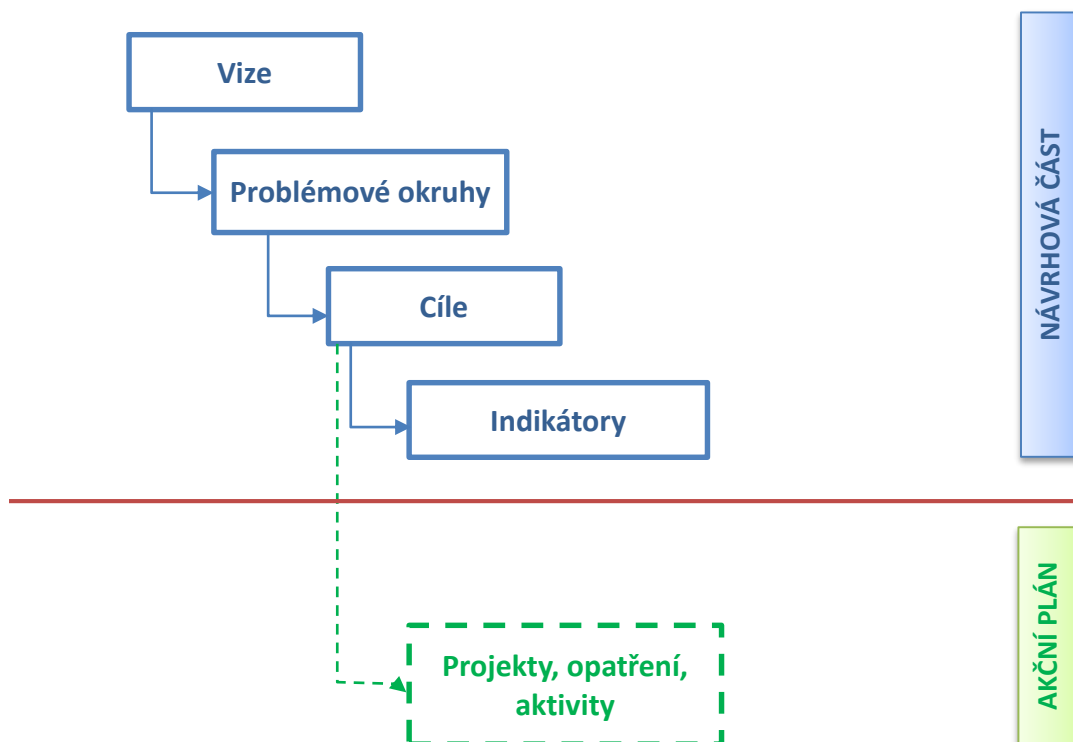 Vize
Problémové okruhy
Cíle
Indikátory
NÁVRHOVÁ ČÁST
Projekty, opatření,
aktivity
AKČNÍ PLÁN